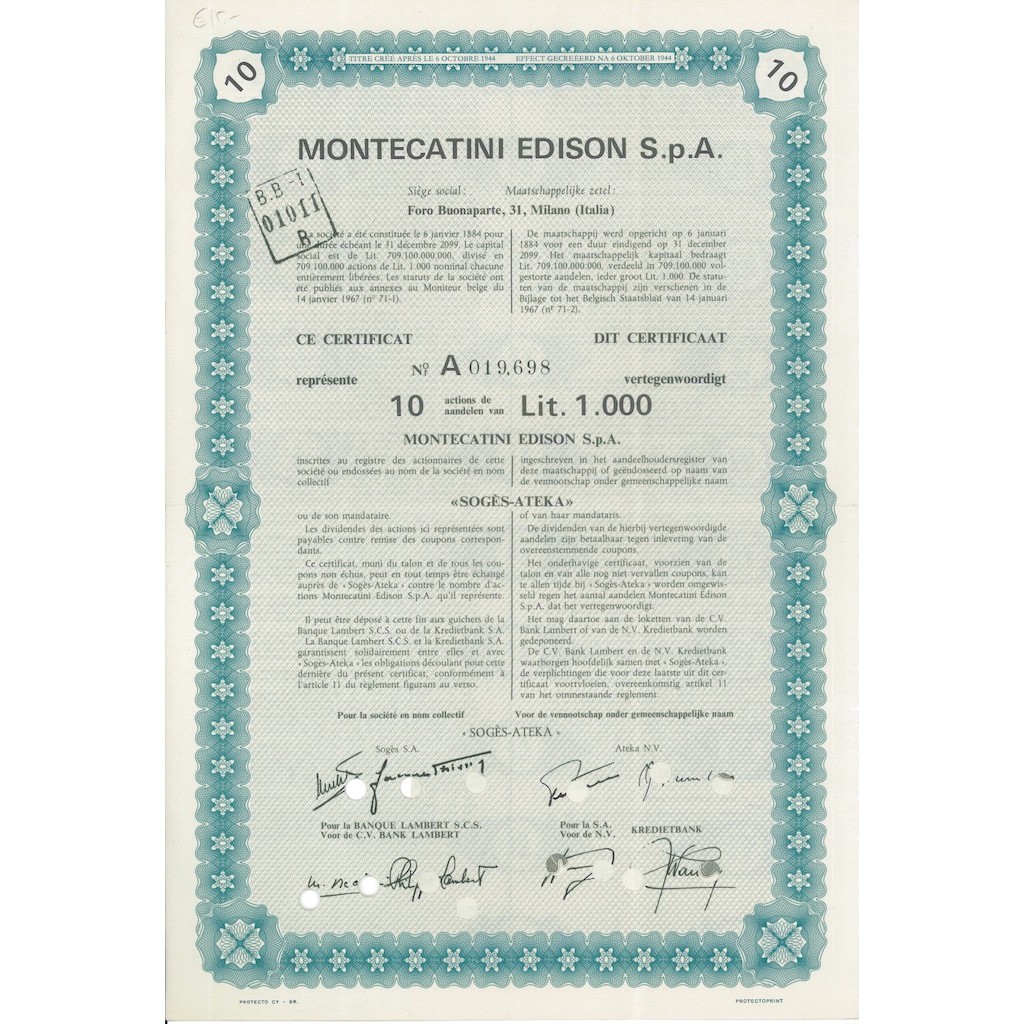 €15.-
TITRE CRÉÉ APRÈS LE 6 OCTOBRE 1944 EFFECT GECREËERD NA 6 OKTOBER 1944
10 10
MONTECATINI EDISON S.p.A.
Siège social : Maatschappelijke zetel :
Foro Buonaparte, 31, Milano (Italia)
B.B-1
01011
B
La société a été constituée le 6 janvier 1884 pour
une durée échéant le 31 décembre 2099. Le capital
social est de Lit. 709.100.000.000, divisé en
709.100.000 actions de Lit. 1.000 nominal chacune
entièrement libérées. Les statuts de la société ont
été publiés aux annexes au Moniteur belge du
14 janvier 1967 (n° 71-1).
De maatschappij werd opgericht op 6 januari
1884 voor een duur eindigend op 31 december
2099. Het maatschappelijk kapitaal bedraagt
Lit. 709.100.000.000, verdeeld in 709.100.000 vol-
gestorte aandelen, ieder groot Lit. 1.000. De statu-
ten van de maatschappij zijn verschenen in de
Bijlage tot het Belgisch Staatsblad van 14 januari
1967 (nr 71-2).
CE CERTIFICAT DIT CERTIFICAAT
No/r A 019,698
représente vertegenwoordigt
10 actions de
aandelen van Lit. 1.000
MONTECATINI EDISON S.p.A.
inscrites au registre des actionnaires de cette
société ou endossées au nom de la société en nom
collectif
ingeschreven in het aandeelhoudersregister van
deze maatschappij of geëndosseerd op naam van
de vennootschap onder gemeenschappelijke naam
«SOGÈS-ATEKA»
ou de son mandataire.
Les dividendes des actions ici représentées sont
payables contre remise des coupons correspon-
dants.
Ce certificat, muni du talon et de tous les cou-
pons non échus, peut en tout temps être échangé
auprès de « Sogès-Ateka » contre le nombre d'ac-
tions Montecatini Edison S.p.A. qu'il représente.
Il peut être déposé à cette fin aux guichets de la
Banque Lambert S.C.S. ou de la Kredietbank S.A.
La Banque Lambert S.C.S. et la Kredietbank S.A.
garantissent solidairement entre elles et avec
« Sogès-Ateka » les obligations découlant pour cette
dernière du présent certificat, conformément à
l'article 11 du règlement figurant au verso.
of van haar mandataris.
De dividenden van de hierbij vertegenwoordigde
aandelen zijn betaalbaar tegen inlevering van de
overeenstemmende coupons.
Het onderhavige certificaat, voorzien van de
talon en van alle nog niet vervallen coupons, kan
te allen tijde bij « Sogès-Ateka » worden omgewis-
seld tegen het aantal aandelen Montecatini Edison
S.p.A. dat het vertegenwoordigt.
Het mag daartoe aan de loketten van de C.V.
Bank Lambert of van de N.V. Kredietbank worden
gedeponeerd.
De C.V. Bank Lambert en de N.V. Kredietbank
waarborgen hoofdelijk samen met « Sogès-Ateka »,
de verplichtingen die voor deze laatste uit dit cer-
tificaat voortvloeien, overeenkomstig artikel 11
van het ommestaande reglement.
Pour la société en nom collectif Voor de vennootschap onder gemeenschappelijke naam
« SOGÈS-ATEKA »
Sogès S.A. Ateka N.V.
Pour la BANQUE LAMBERT S.C.S.
Voor de C.V. BANK LAMBERT
Pour la S.A.
Voor de N.V. KREDIETBANK
Lambert
PROTECTO CY - BR. PROTECTOPRINT